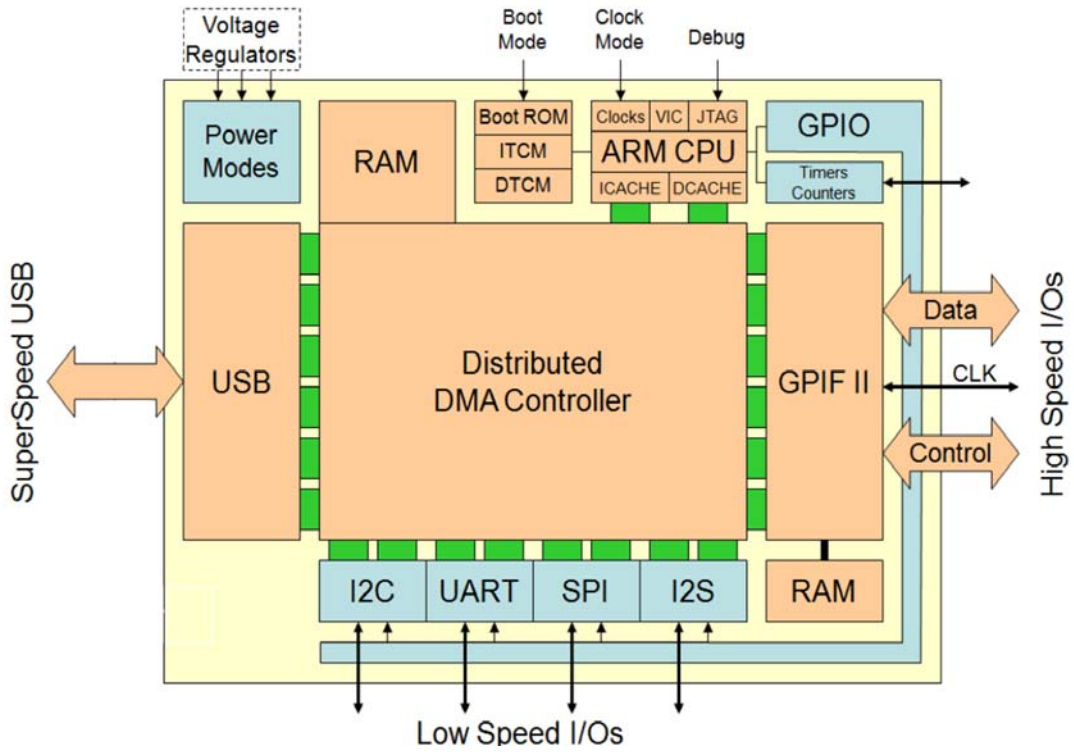 Voltage
Regulators
Boot
Mode
Clock
Mode
Debug
Power
Modes
RAM
Boot ROM
ITCM
DTCM
Clocks
VIC
JTAG
ARM CPU
ICACHE
DCACHE
GPIO
Timers
Counters
SuperSpeed USB
USB
Distributed
DMA Controller
GPIF II
Data
CLK
Control
High Speed I/Os
I2C
UART
SPI
I2S
RAM
Low Speed I/Os